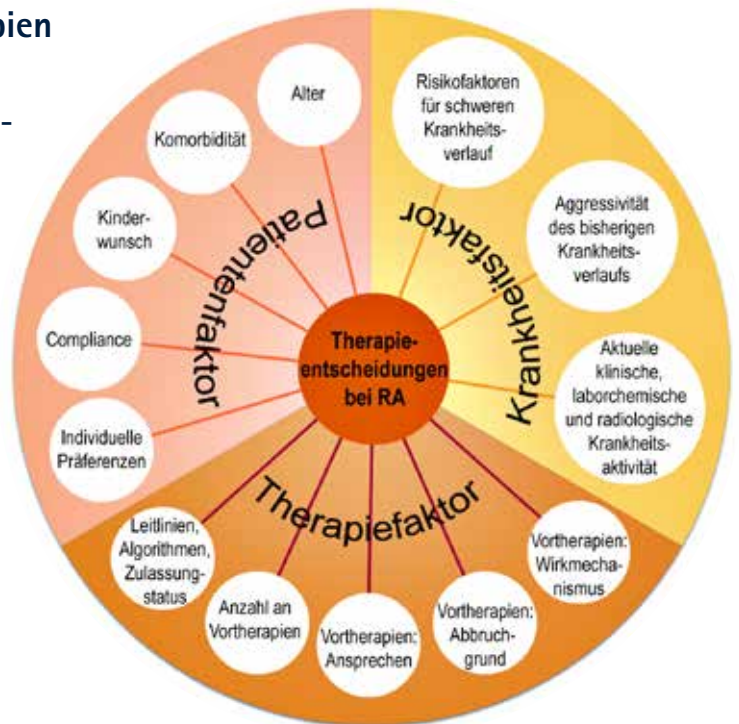 pien
-
Alter
Komorbidität
Kinder-
wunsch
Compliance
Individuelle
Präferenzen
Patientenfaktor
Risikofaktoren
für schweren
Krankheits-
verlauf
Aggressivität
des bisherigen
Krankheits-
verlaufs
Aktuelle
klinische,
laborchemische
und radiologische
Krankheits-
aktivität
Krankheitsfaktor
Therapie-
entscheidungen
bei RA
Therapiefaktor
Leitlinien,
Algorithmen,
Zulassung-
status
Anzahl an
Vortherapien
Vortherapien:
Ansprechen
Vortherapien:
Abbruch-
grund
Vortherapien:
Wirkmecha-
nismus